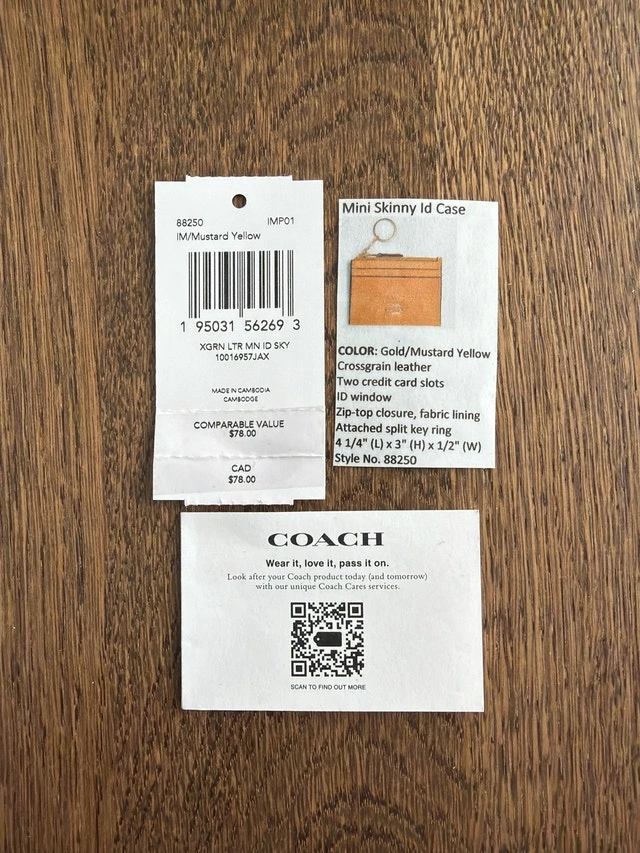 88250 IMP01
IM/Mustard Yellow
1 95031 56269 3
XGRN LTR MN ID SKY
10016957JAX
MADE IN CAMBODIA
CAMBODGE
COMPARABLE VALUE
$78.00
CAD
$78.00
Mini Skinny Id Case
COLOR: Gold/Mustard Yellow
Crossgrain leather
Two credit card slots
ID window
Zip-top closure, fabric lining
Attached split key ring
4 1/4" (L) x 3" (H) x 1/2" (W)
Style No. 88250
COACH
Wear it, love it, pass it on.
Look after your Coach product today (and tomorrow)
with our unique Coach Cares services.
SCAN TO FIND OUT MORE